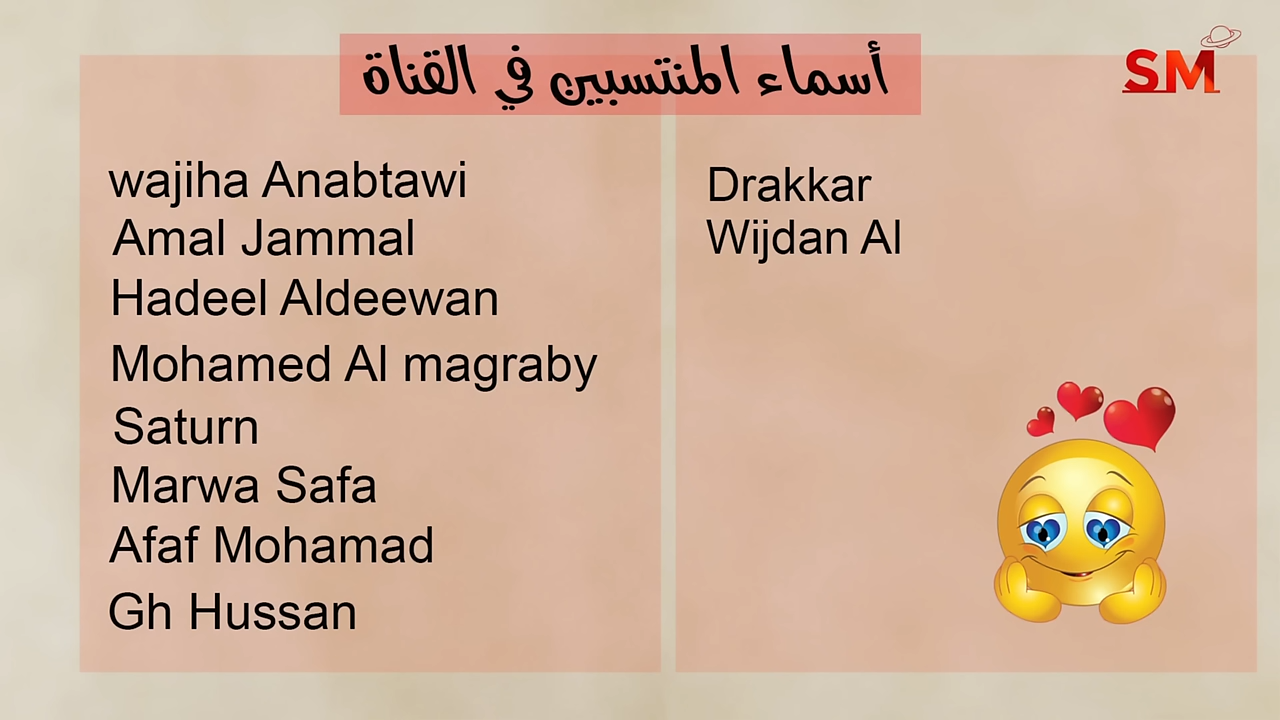 أسماء المنتسبين في القناة
SM
wajiha Anabtawi
Amal Jammal
Hadeel Aldeewan
Mohamed Al magraby
Saturn
Marwa Safa
Afaf Mohamad
Gh Hussan
Drakkar
Wijdan Al